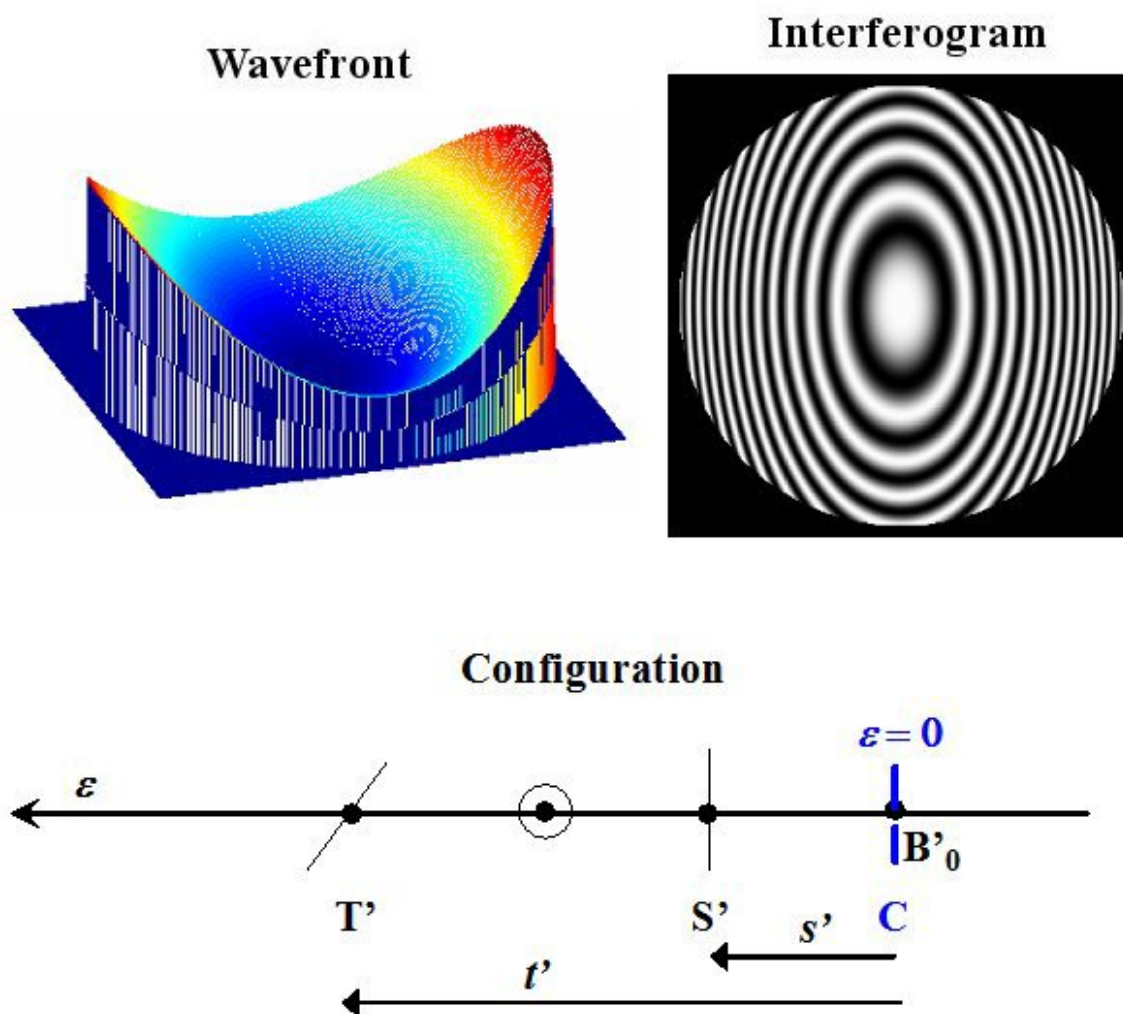 Wavefront
Interferogram
Configuration
ε = 0
ε
B’₀
T’
S’
C
s’
t’